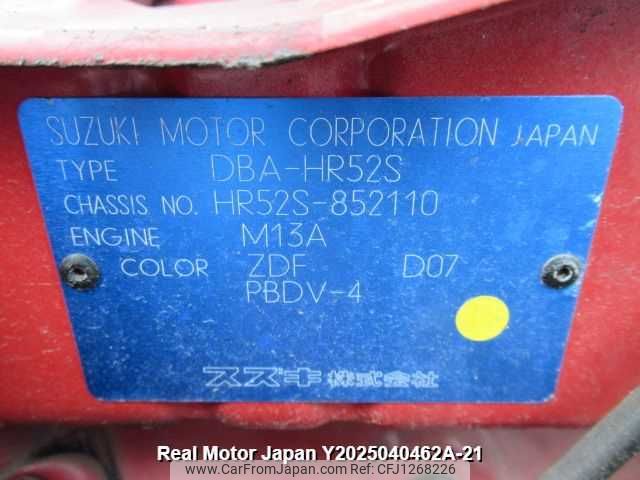 SUZUKI MOTOR CORPORATION JAPAN
TYPE DBA-HR52S
CHASSIS NO. HR52S-852110
ENGINE M13A
COLOR ZDF D07
PBDV-4
スズキ株式会社
Real Motor Japan Y2025040462A-21
www.CarFromJapan.com CFJ1268226